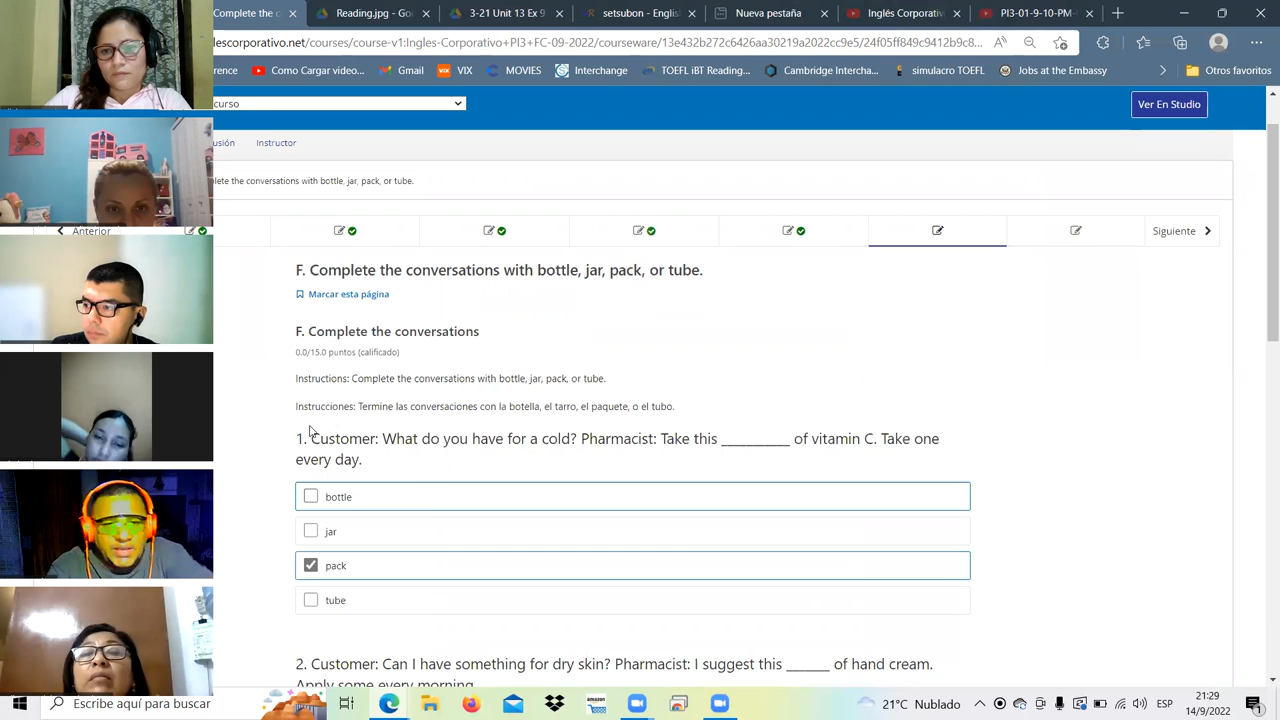 Complete the c
Reading.jpg - Go
3-21 Unit 13 Ex 9
setsubon - Englis
Nueva pestaña
Inglés Corpo
PI3-01-9-10-PM-
lescorporativo.net/courses/course-v1:Ingles-Corporativo+PI3+FC-09-2022/courseware/13e432b272c6426aa30219a2022cc9e5/24f05ff849c9412b9c8...
rence
Como Cargar video...
Gmail
VIX
MOVIES
Interchange
TOEFL iBT Reading...
Cambridge Intercha...
simulacro TOEFL
Jobs at the Embassy
Otros favoritos
curso
Ver En Studio
usión
Instructor
lete the conversations with bottle, jar, pack, or tube.
Anterior
Siguiente
F. Complete the conversations with bottle, jar, pack, or tube.
Marcar esta página
F. Complete the conversations
0.0/15.0 puntos (calificado)
Instructions: Complete the conversations with bottle, jar, pack, or tube.
Instrucciones: Termine las conversaciones con la botella, el tarro, el paquete, o el tubo.
1. Customer: What do you have for a cold? Pharmacist: Take this __________ of vitamin C. Take one
every day.
bottle
jar
pack
tube
2. Customer: Can I have something for dry skin? Pharmacist: I suggest this ______ of hand cream.
Apply some every morning.
Escribe aquí para buscar
amazon
21°C Nublado
ESP
21:29
14/9/2022